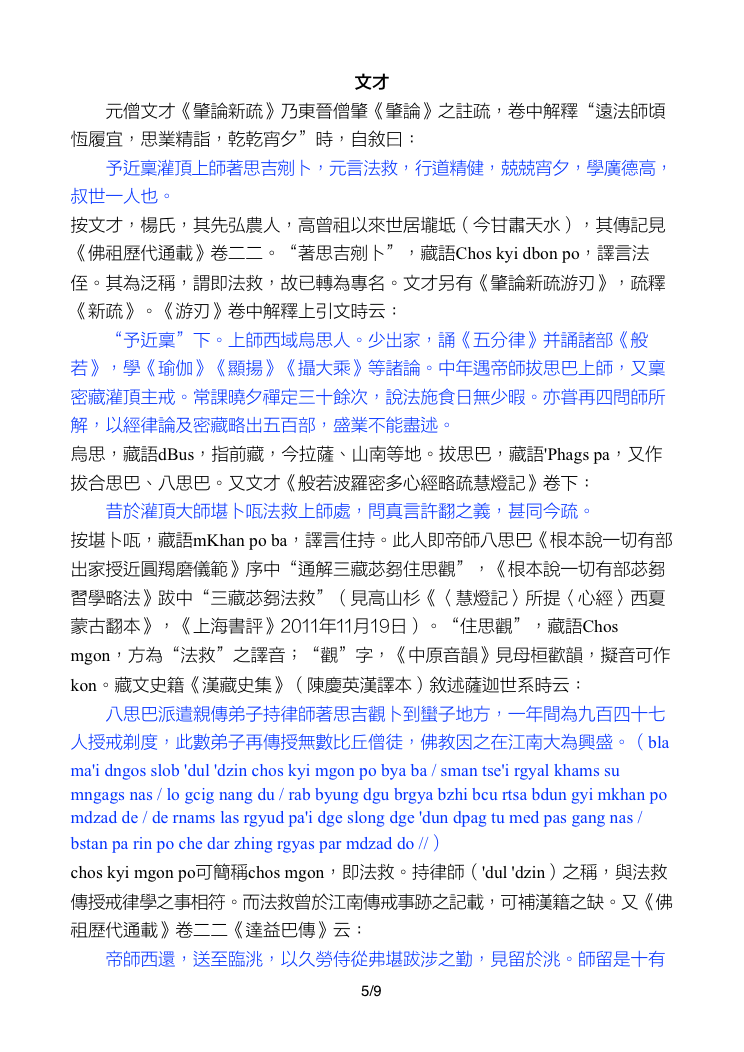 文才
元僧文才《肇論新疏》乃東晉僧肇《肇論》之註疏，卷中解釋“遠法師頃
恆履宜，思業精詣，乾乾宵夕”時，自敘曰：
予近稟灌頂上師著思吉剜卜，元言法救，行道精健，兢兢宵夕，學廣德高，
叔世一人也。
按文才，楊氏，其先弘農人，高曾祖以來世居壠坻（今甘肅天水），其傳記見
《佛祖歷代通載》卷二二。“著思吉剜卜”，藏語Chos kyi dbon po，譯言法
侄。其為泛稱，謂即法救，故已轉為專名。文才另有《肇論新疏游刃》，疏釋
《新疏》。《游刃》卷中解釋上引文時云：
“予近稟”下。上師西域烏思人。少出家，誦《五分律》并誦諸部《般
若》，學《瑜伽》《顯揚》《攝大乘》等諸論。中年遇帝師拔思巴上師，又稟
密藏灌頂主戒。常課曉夕禪定三十餘次，說法施食日無少暇。亦嘗再四問師所
解，以經律論及密藏略出五百部，盛業不能盡述。
烏思，藏語dBus，指前藏，今拉薩、山南等地。拔思巴，藏語'Phags pa，又作
拔合思巴、八思巴。又文才《般若波羅密多心經略疏慧燈記》卷下：
昔於灌頂大師堪卜㖿法救上師處，問真言許翻之義，甚同今疏。
按堪卜㖿，藏語mKhan po ba，譯言住持。此人即帝師八思巴《根本說一切有部
出家授近圓羯磨儀範》序中“通解三藏苾芻住思觀”，《根本說一切有部苾芻
習學略法》跋中“三藏苾芻法救”（見高山杉《〈慧燈記〉所提〈心經〉西夏
蒙古翻本》，《上海書評》2011年11月19日）。“住思觀”，藏語Chos
mgon，方為“法救”之譯音；“觀”字，《中原音韻》見母桓歡韻，擬音可作
kon。藏文史籍《漢藏史集》（陳慶英漢譯本）敘述薩迦世系時云：
八思巴派遣親傳弟子持律師著思吉觀卜到蠻子地方，一年間為九百四十七
人授戒剃度，此數弟子再傳授無數比丘僧徒，佛教因之在江南大為興盛。（bla
ma'i dngos slob 'dul 'dzin chos kyi mgon po bya ba / sman tse'i rgyal khams su
mngags nas / lo gcig nang du / rab byung dgu brgya bzhi bcu rtsa bdun gyi mkhan po
mdzad de / de rnams las rgyud pa'i dge slong dge 'dun dpag tu med pas gang nas /
bstan pa rin po che dar zhing rgyas par mdzad do //）
chos kyi mgon po可簡稱chos mgon，即法救。持律師（'dul 'dzin）之稱，與法救
傳授戒律學之事相符。而法救曾於江南傳戒事跡之記載，可補漢籍之缺。又《佛
祖歷代通載》卷二二《達益巴傳》云：
帝師西還，送至臨洮，以久勞侍從弗堪跋涉之勤，見留於洮。師留是十有
5/9